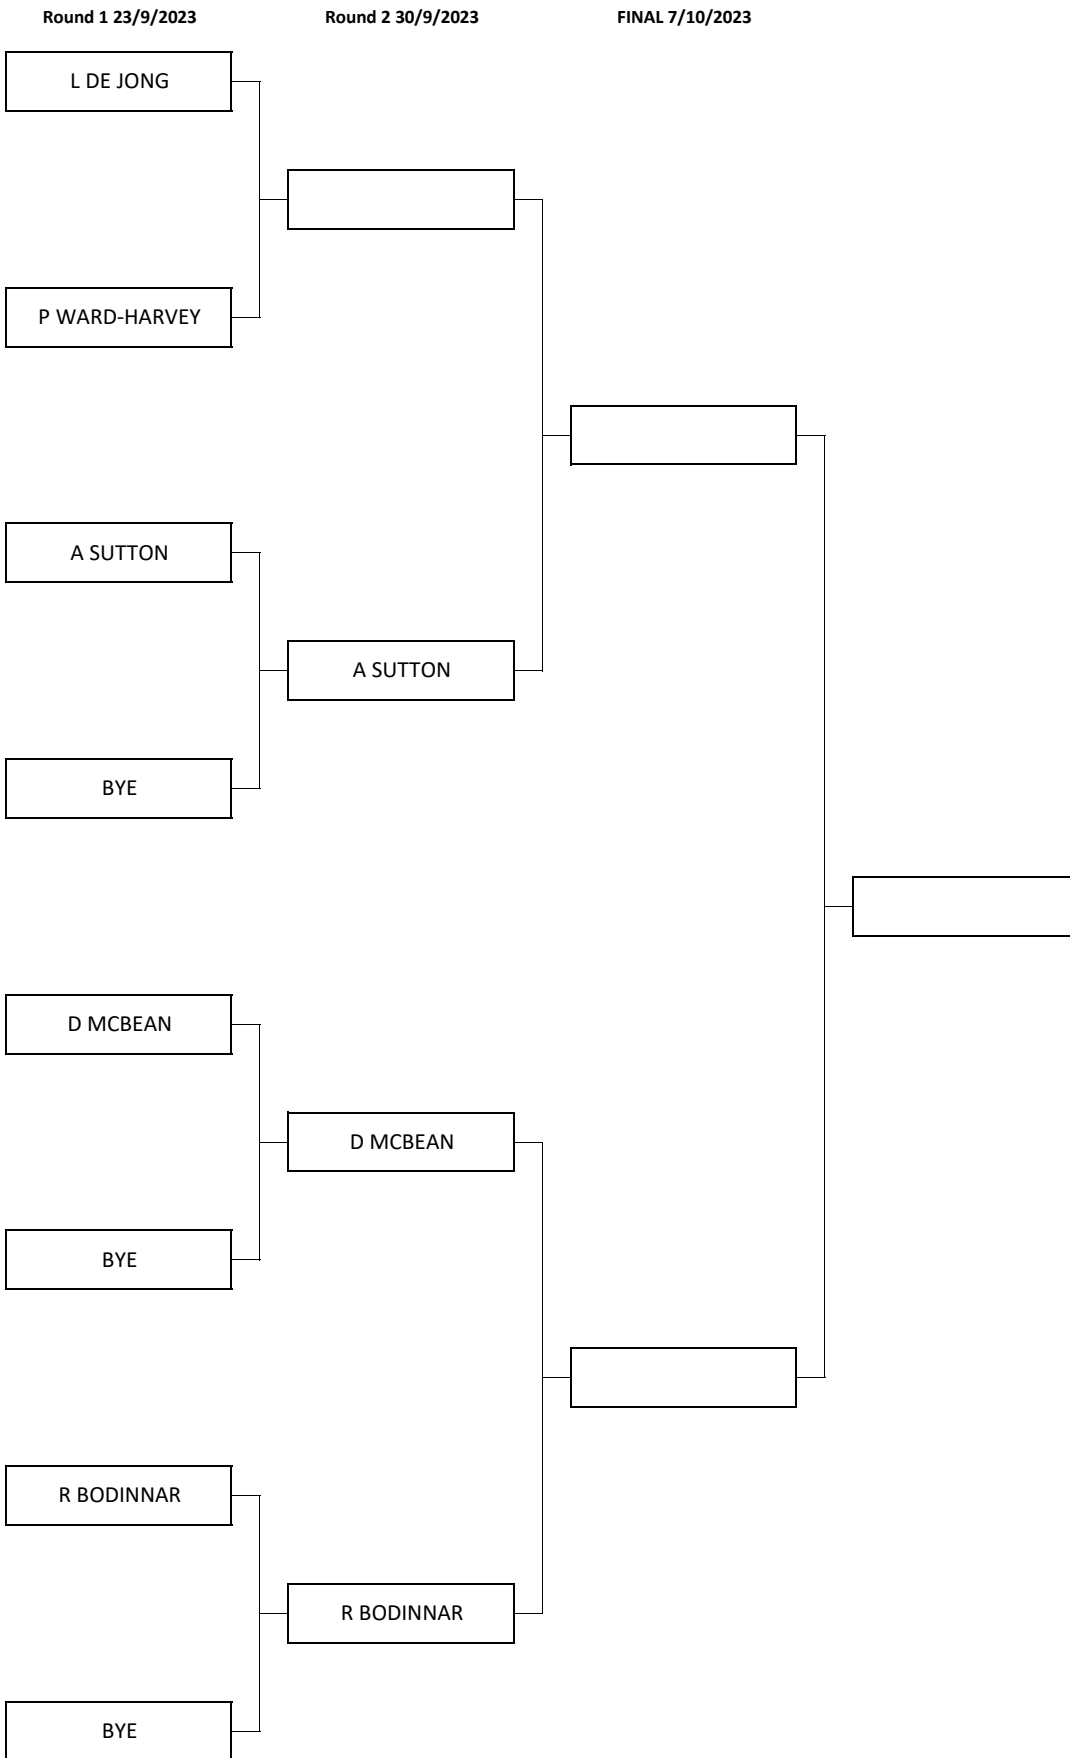 Round 1 23/9/2023
Round 2 30/9/2023
FINAL 7/10/2023
L DE JONG
P WARD-HARVEY
A SUTTON
A SUTTON
BYE
D MCBEAN
D MCBEAN
BYE
R BODINNAR
R BODINNAR
BYE